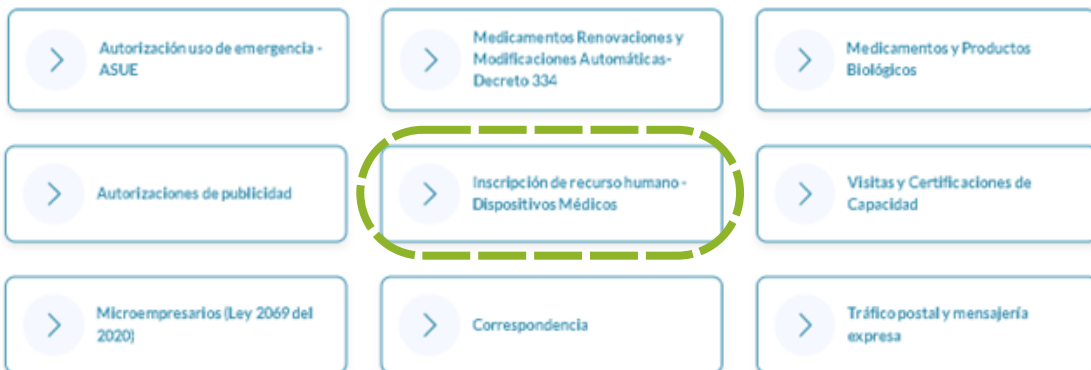 Autorización uso de emergencia -
ASUE
Medicamentos Renovaciones y
Modificaciones Automáticas-
Decreto 334
Medicamentos y Productos
Biológicos
Autorizaciones de publicidad
Inscripción de recurso humano -
Dispositivos Médicos
Visitas y Certificaciones de
Capacidad
Microempresarios (Ley 2069 del
2020)
Correspondencia
Tráfico postal y mensajería
expresa